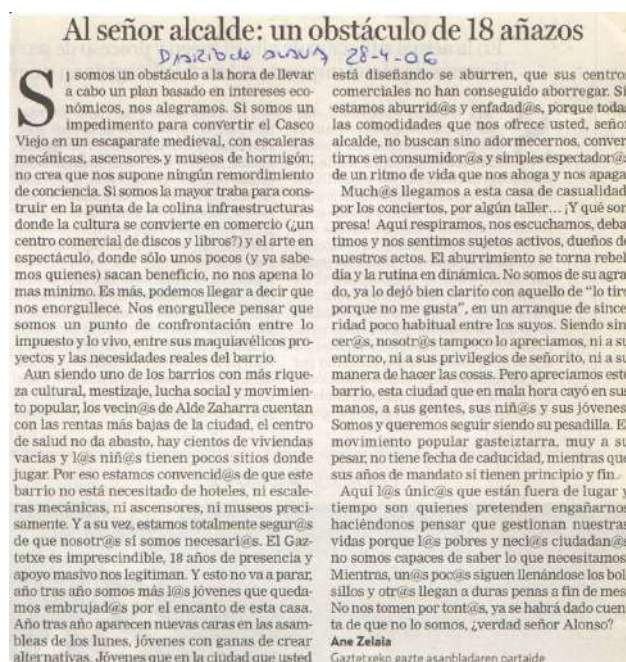 Al señor alcalde: un obstáculo de 18 añazos
28-4-06
SI somos un obstáculo a la hora de llevar
a cabo un plan basado en intereses eco-
nómicos, nos alegramos. Si somos un
impedimento para convertir el Casco
Viejo en un escaparate medieval, con escaleras
mecánicas, ascensores y museos de hormigón;
no crea que nos supone ningún remordimiento
de conciencia. Si somos la mayor traba para cons-
truir en la punta de la colina infraestructuras
donde la cultura se convierte en comercio (¿un
centro comercial de discos y libros?) y el arte en
espectáculo, donde sólo unos pocos (y ya sabe-
mos quienes) sacan beneficio, no nos apena lo
mas mínimo. Es más, podemos llegar a decir que
nos enorgullece. Nos enorgullece pensar que
somos un punto de confrontación entre lo
impuesto y lo vivo, entre sus maquiavélicos pro-
yectos y las necesidades reales del barrio.
Aun siendo uno de los barrios con más rique-
za cultural, mestizaje, lucha social y movimien-
to popular, los vecin@s de Alde Zaharra cuentan
con las rentas más bajas de la ciudad, el centro
de salud no da abasto, hay cientos de viviendas
vacías y l@s niñ@s tienen pocos sitios donde
jugar. Por eso estamos convencid@s de que este
barrio no está necesitado de hoteles, ni escale-
ras mecánicas, ni ascensores, ni museos preci-
samente. Y a su vez, estamos totalmente segur@s
de que nosotr@s sí somos necesari@s. El Gaz-
tetxe es imprescindible, 18 años de presencia y
apoyo masivo nos legitiman. Y esto no va a parar,
año tras año somos más l@s jóvenes que queda-
mos embrujad@s por el encanto de esta casa.
Año tras año aparecen nuevas caras en las asam-
bleas de los lunes, jóvenes con ganas de crear
alternativas. Jóvenes que en la ciudad que usted
está diseñando se aburren, que sus centros
comerciales no han conseguido aborregar. Sí
estamos aburrid@s y enfadad@s, porque todas
las comodidades que nos ofrece usted, señor
alcalde, no buscan sino adormecernos, conver
tirnos en consumidor@s y simples espectador@s
de un ritmo de vida que nos ahoga y nos apaga.
Much@s llegamos a esta casa de casualidad
por los conciertos, por algún taller... ¡Y qué sor
presa! Aquí respiramos, nos escuchamos, deba
timos y nos sentimos sujetos activos, dueños de
nuestros actos. El aburrimiento se torna rebel
día y la rutina en dinámica. No somos de su agra
do, ya lo dejó bien clarito con aquello de "lo tiro
porque no me gusta", en un arranque de since
ridad poco habitual entre los suyos. Siendo sin
cer@s, nosotr@s tampoco lo apreciamos, ni a su
entorno, ni a sus privilegios de señorito, ni a su
manera de hacer las cosas. Pero apreciamos este
barrio, esta ciudad que en mala hora cayó en sus
manos, a sus gentes, sus niñ@s y sus jóvenes.
Somos y queremos seguir siendo su pesadilla. El
movimiento popular gasteiztarra, muy a su
pesar, no tiene fecha de caducidad, mientras que
sus años de mandato sí tienen principio y fin.
Aquí l@s únic@s que están fuera de lugar y
tiempo son quienes pretenden engañarnos
haciéndonos pensar que gestionan nuestras
vidas porque l@s pobres y neci@s ciudadan@s
no somos capaces de saber lo que necesitamos.
Mientras, un@s poc@s siguen llenándose los bol
sillos y otr@s llegan a duras penas a fin de mes.
No nos tomen por tont@s, ya se habrá dado cuen
ta de que no lo somos, ¿verdad señor Alonso?
Ane Zelaia
Gaztetxeko gazte asanbladaren partaide